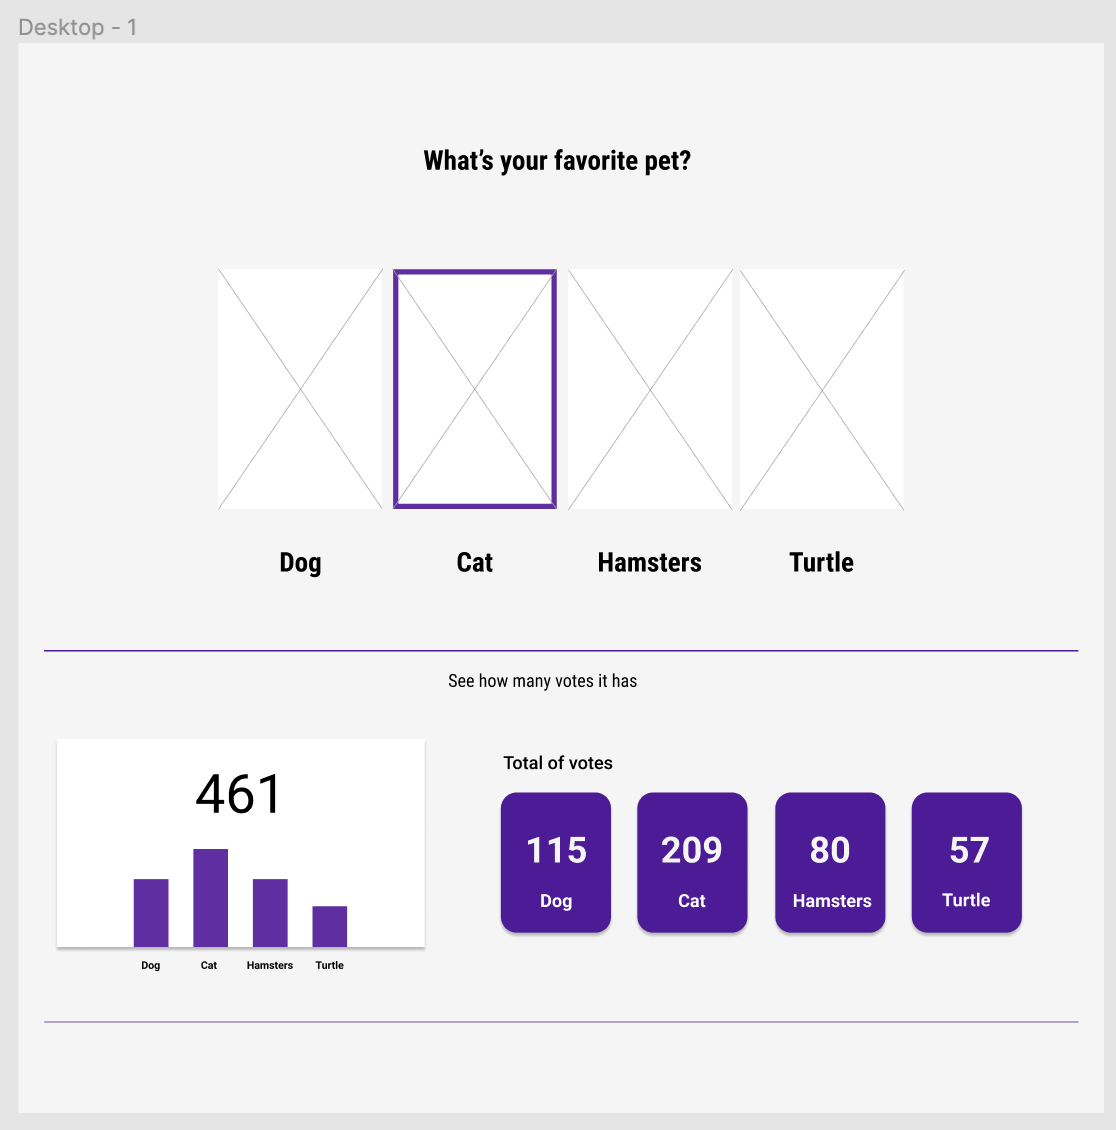 Desktop - 1
What’s your favorite pet?
Dog Cat Hamsters Turtle
See how many votes it has
461
Dog Cat Hamsters Turtle
Total of votes
115 209 80 57
Dog Cat Hamsters Turtle